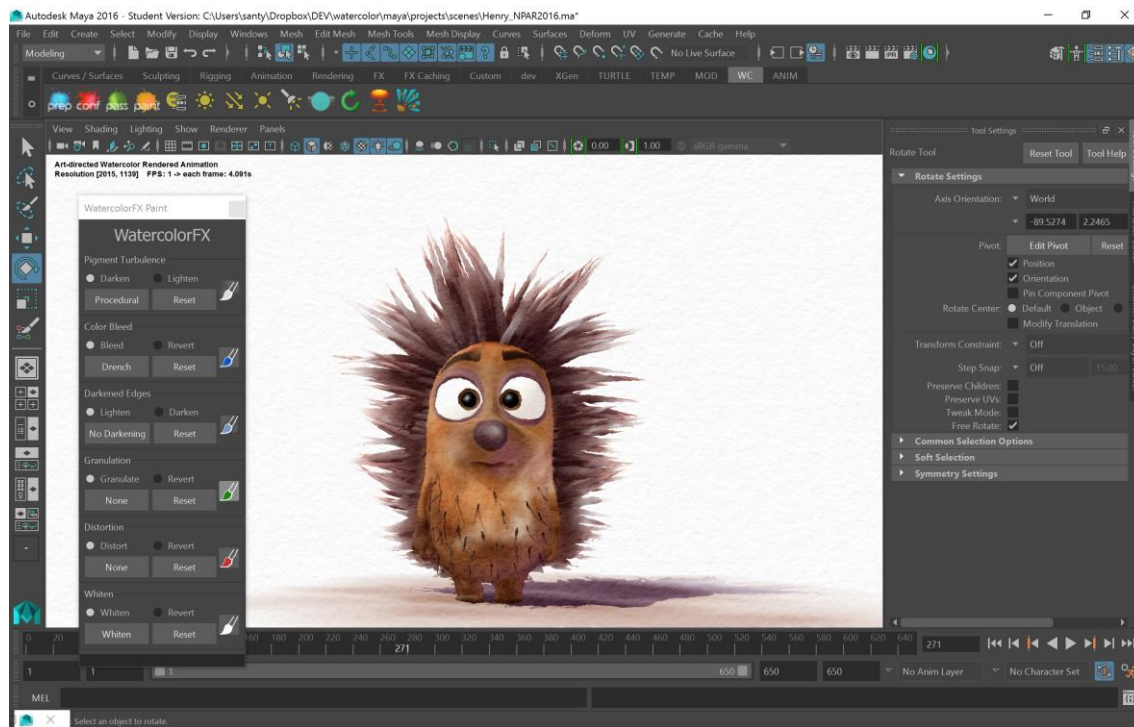 Autodesk Maya 2016 - Student Version: C:\Users\santy\Dropbox\DEV\watercolor\maya\projects\scenes\Henry_NPAR2016.ma*
File Edit Create Select Modify Display Windows Mesh Edit Mesh Mesh Tools Mesh Display Curves Surfaces Deform UV Generate Cache Help
Modeling No Live Surface
Curves / Surfaces Sculpting Rigging Animation Rendering FX FX Caching Custom dev XGen TURTLE TEMP MOD WC ANIM
prep conf pass paint
View Shading Lighting Show Renderer Panels
0.00 1.00 sRGB gamma
Art-directed Watercolor Rendered Animation
Resolution [2015, 1139] FPS: 1 -> each frame: 4.091s
WatercolorFX Paint
WatercolorFX
Pigment Turbulence
Darken Lighten
Procedural Reset
Color Bleed
Bleed Revert
Drench Reset
Darkened Edges
Lighten Darken
No Darkening Reset
Granulation
Granulate Revert
None Reset
Distortion
Distort Revert
None Reset
Whiten
Whiten Revert
Whiten Reset
Tool Settings
Rotate Tool Reset Tool Tool Help
Rotate Settings
Axis Orientation: World
-89.5274 2.2465
Pivot: Edit Pivot Reset
Position
Orientation
Pin Component Pivot
Rotate Center: Default Object
Modify Translation
Transform Constraint: Off
Step Snap: Off 15.00
Preserve Children:
Preserve UVs:
Tweak Mode:
Free Rotate:
Common Selection Options
Soft Selection
Symmetry Settings
0 20 160 180 200 220 240 260 280 300 320 340 360 380 400 420 440 460 480 500 520 540 560 580 600 620 640 271
271
1 1 1 650 650 650 No Anim Layer No Character Set
MEL
Select an object to rotate.